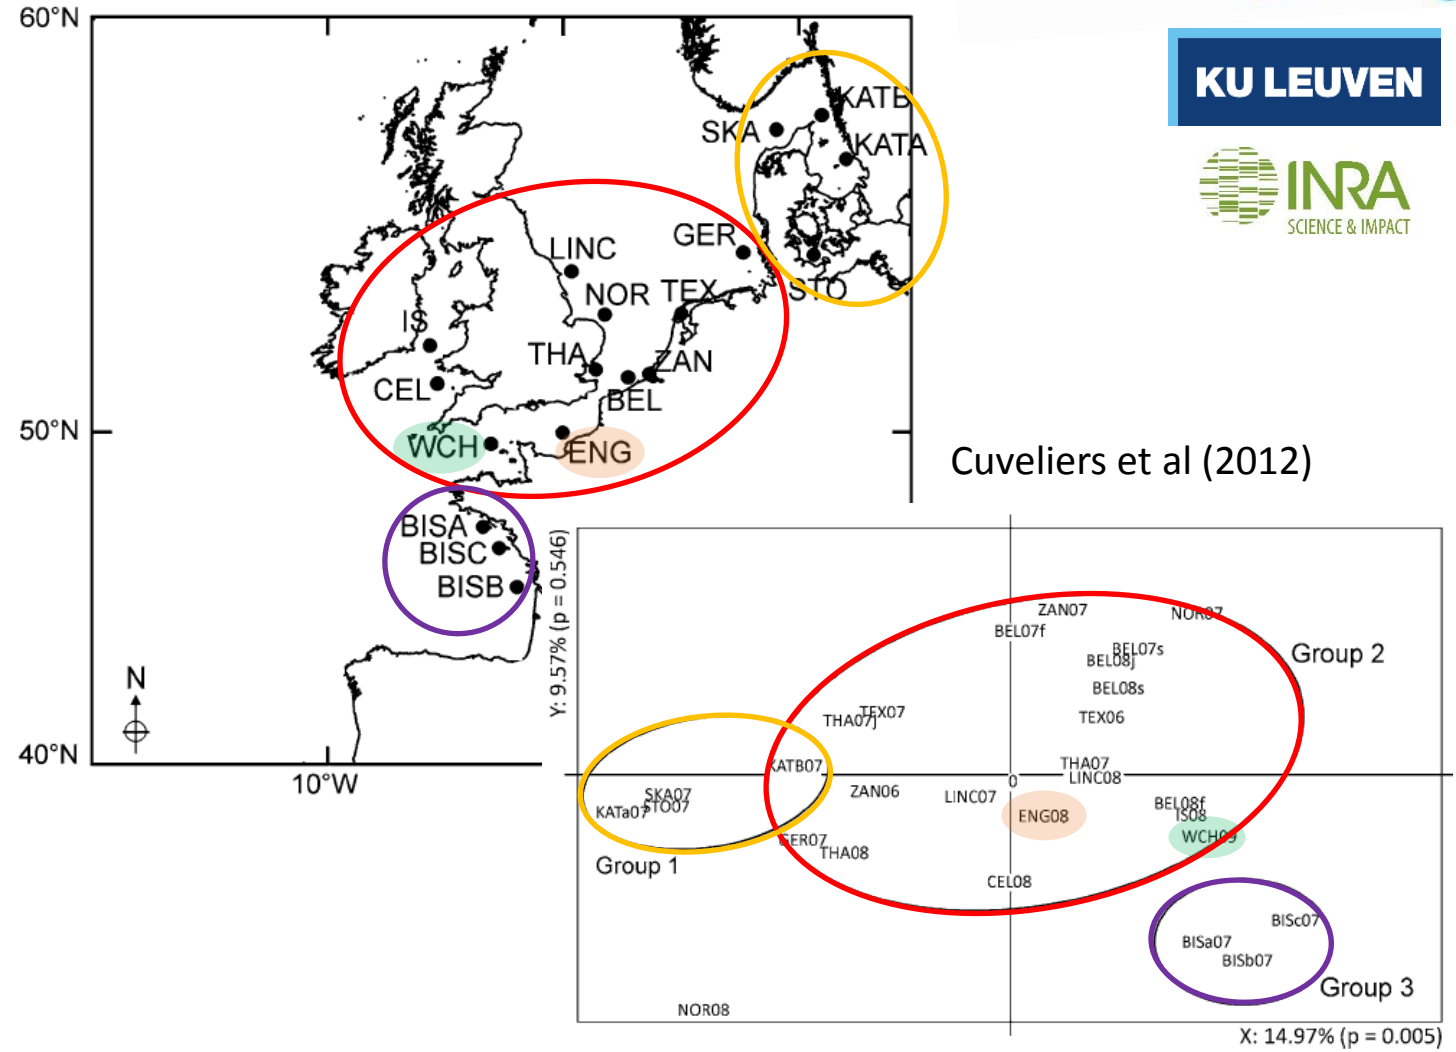 60°N
50°N
40°N
10°W
N
KATB
SKA
KATA
GER
STO
LINC
NOR
TEX
IS
THA
ZAN
CEL
BEL
WCH
ENG
BISA
BISC
BISB
KU LEUVEN
INRA
SCIENCE & IMPACT
Cuveliers et al (2012)
Y: 9.57% (p = 0.546)
ZAN07
NOR07
BEL07f
BEL07s
Group 2
BEL08j
BEL08s
TEX07
TEX06
THA07j
KATB07
THA07
LINC08
0
SKA07
ZAN06
LINC07
STO07
BEL08f
KATa07
ENG08
IS08
GER07
WCH09
THA08
Group 1
CEL08
BISc07
BISa07
BISb07
Group 3
NOR08
X: 14.97% (p = 0.005)